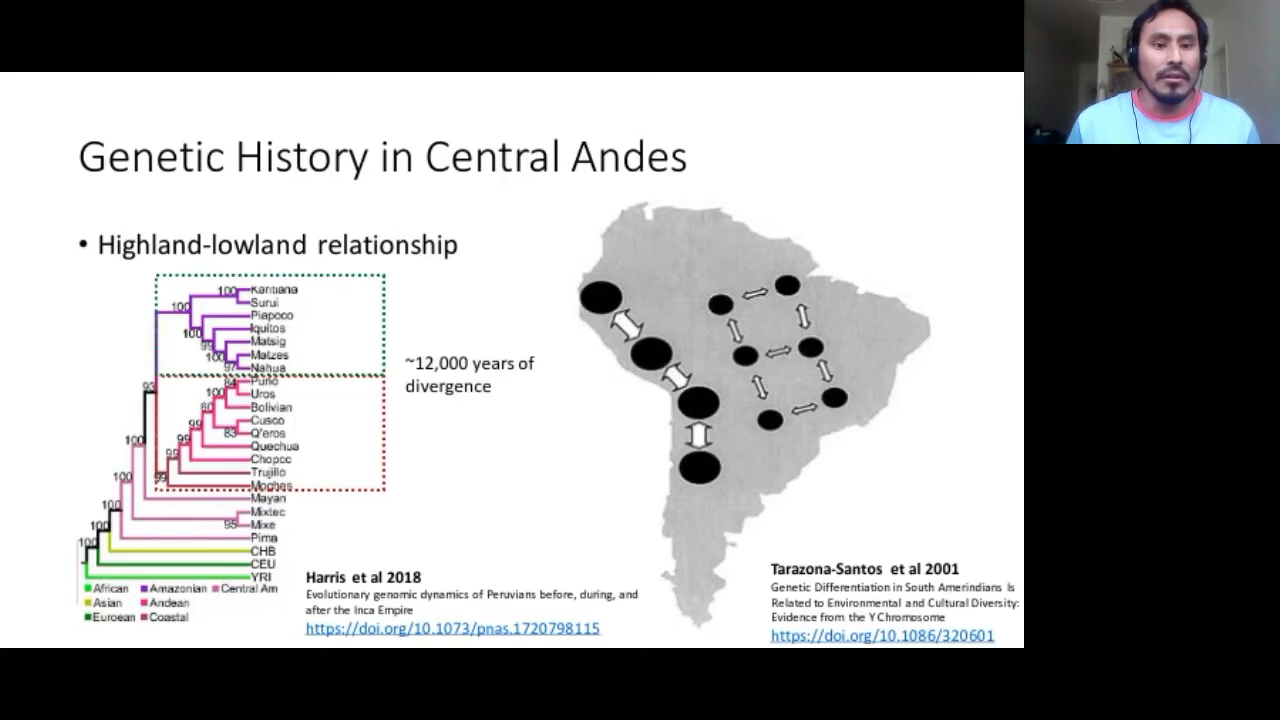 Genetic History in Central Andes
• Highland-lowland relationship
100
Karitiana
Surui
100
Piapoco
Iquitos
100
Matsig
99
Matzes
100
Nahua
97
~12,000 years of
divergence
Puno
84
Uros
100
Bolivian
60
Cusco
99
Q'eros
83
Quechua
99
Chopcc
99
Trujillo
99
Moches
93
Mayan
100
Mixtec
100
Mixe
95
Pima
100
CHB
100
CEU
100
YRI
African Amazonian Central Am
Asian Andean
Euroean Coastal
Harris et al 2018
Evolutionary genomic dynamics of Peruvians before, during, and
after the Inca Empire
https://doi.org/10.1073/pnas.1720798115
Tarazona-Santos et al 2001
Genetic Differentiation in South Amerindians Is
Related to Environmental and Cultural Diversity:
Evidence from the Y Chromosome
https://doi.org/10.1086/320601